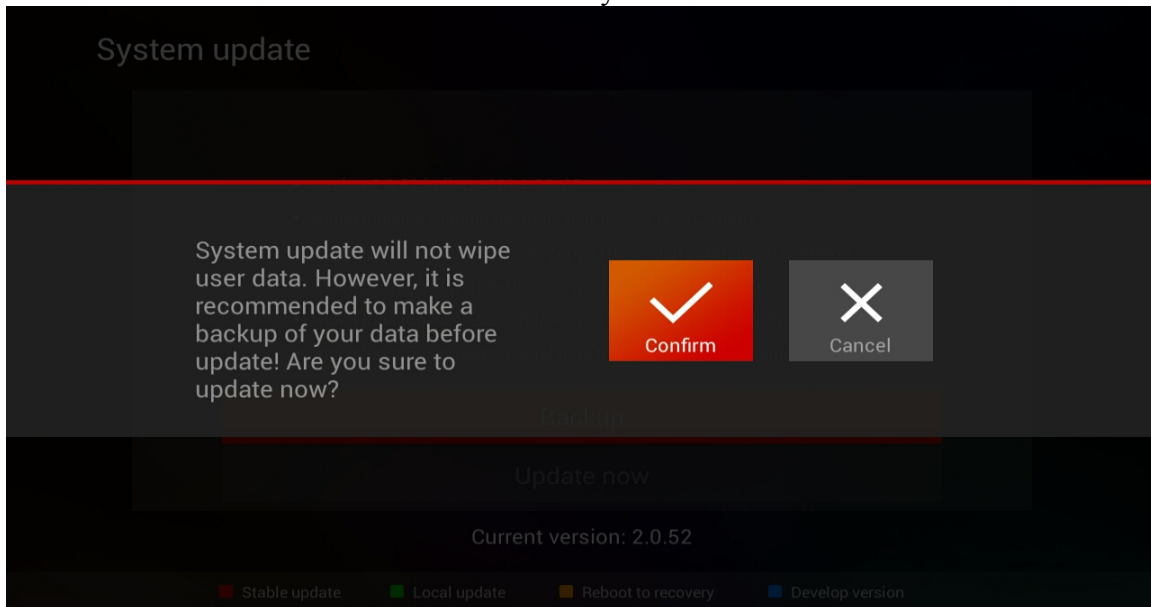 System update
System update will not wipe
user data. However, it is
recommended to make a
backup of your data before
update! Are you sure to
update now?
Confirm
Cancel
Backup
Update now
Current version: 2.0.52
Stable update
Local update
Reboot to recovery
Develop version